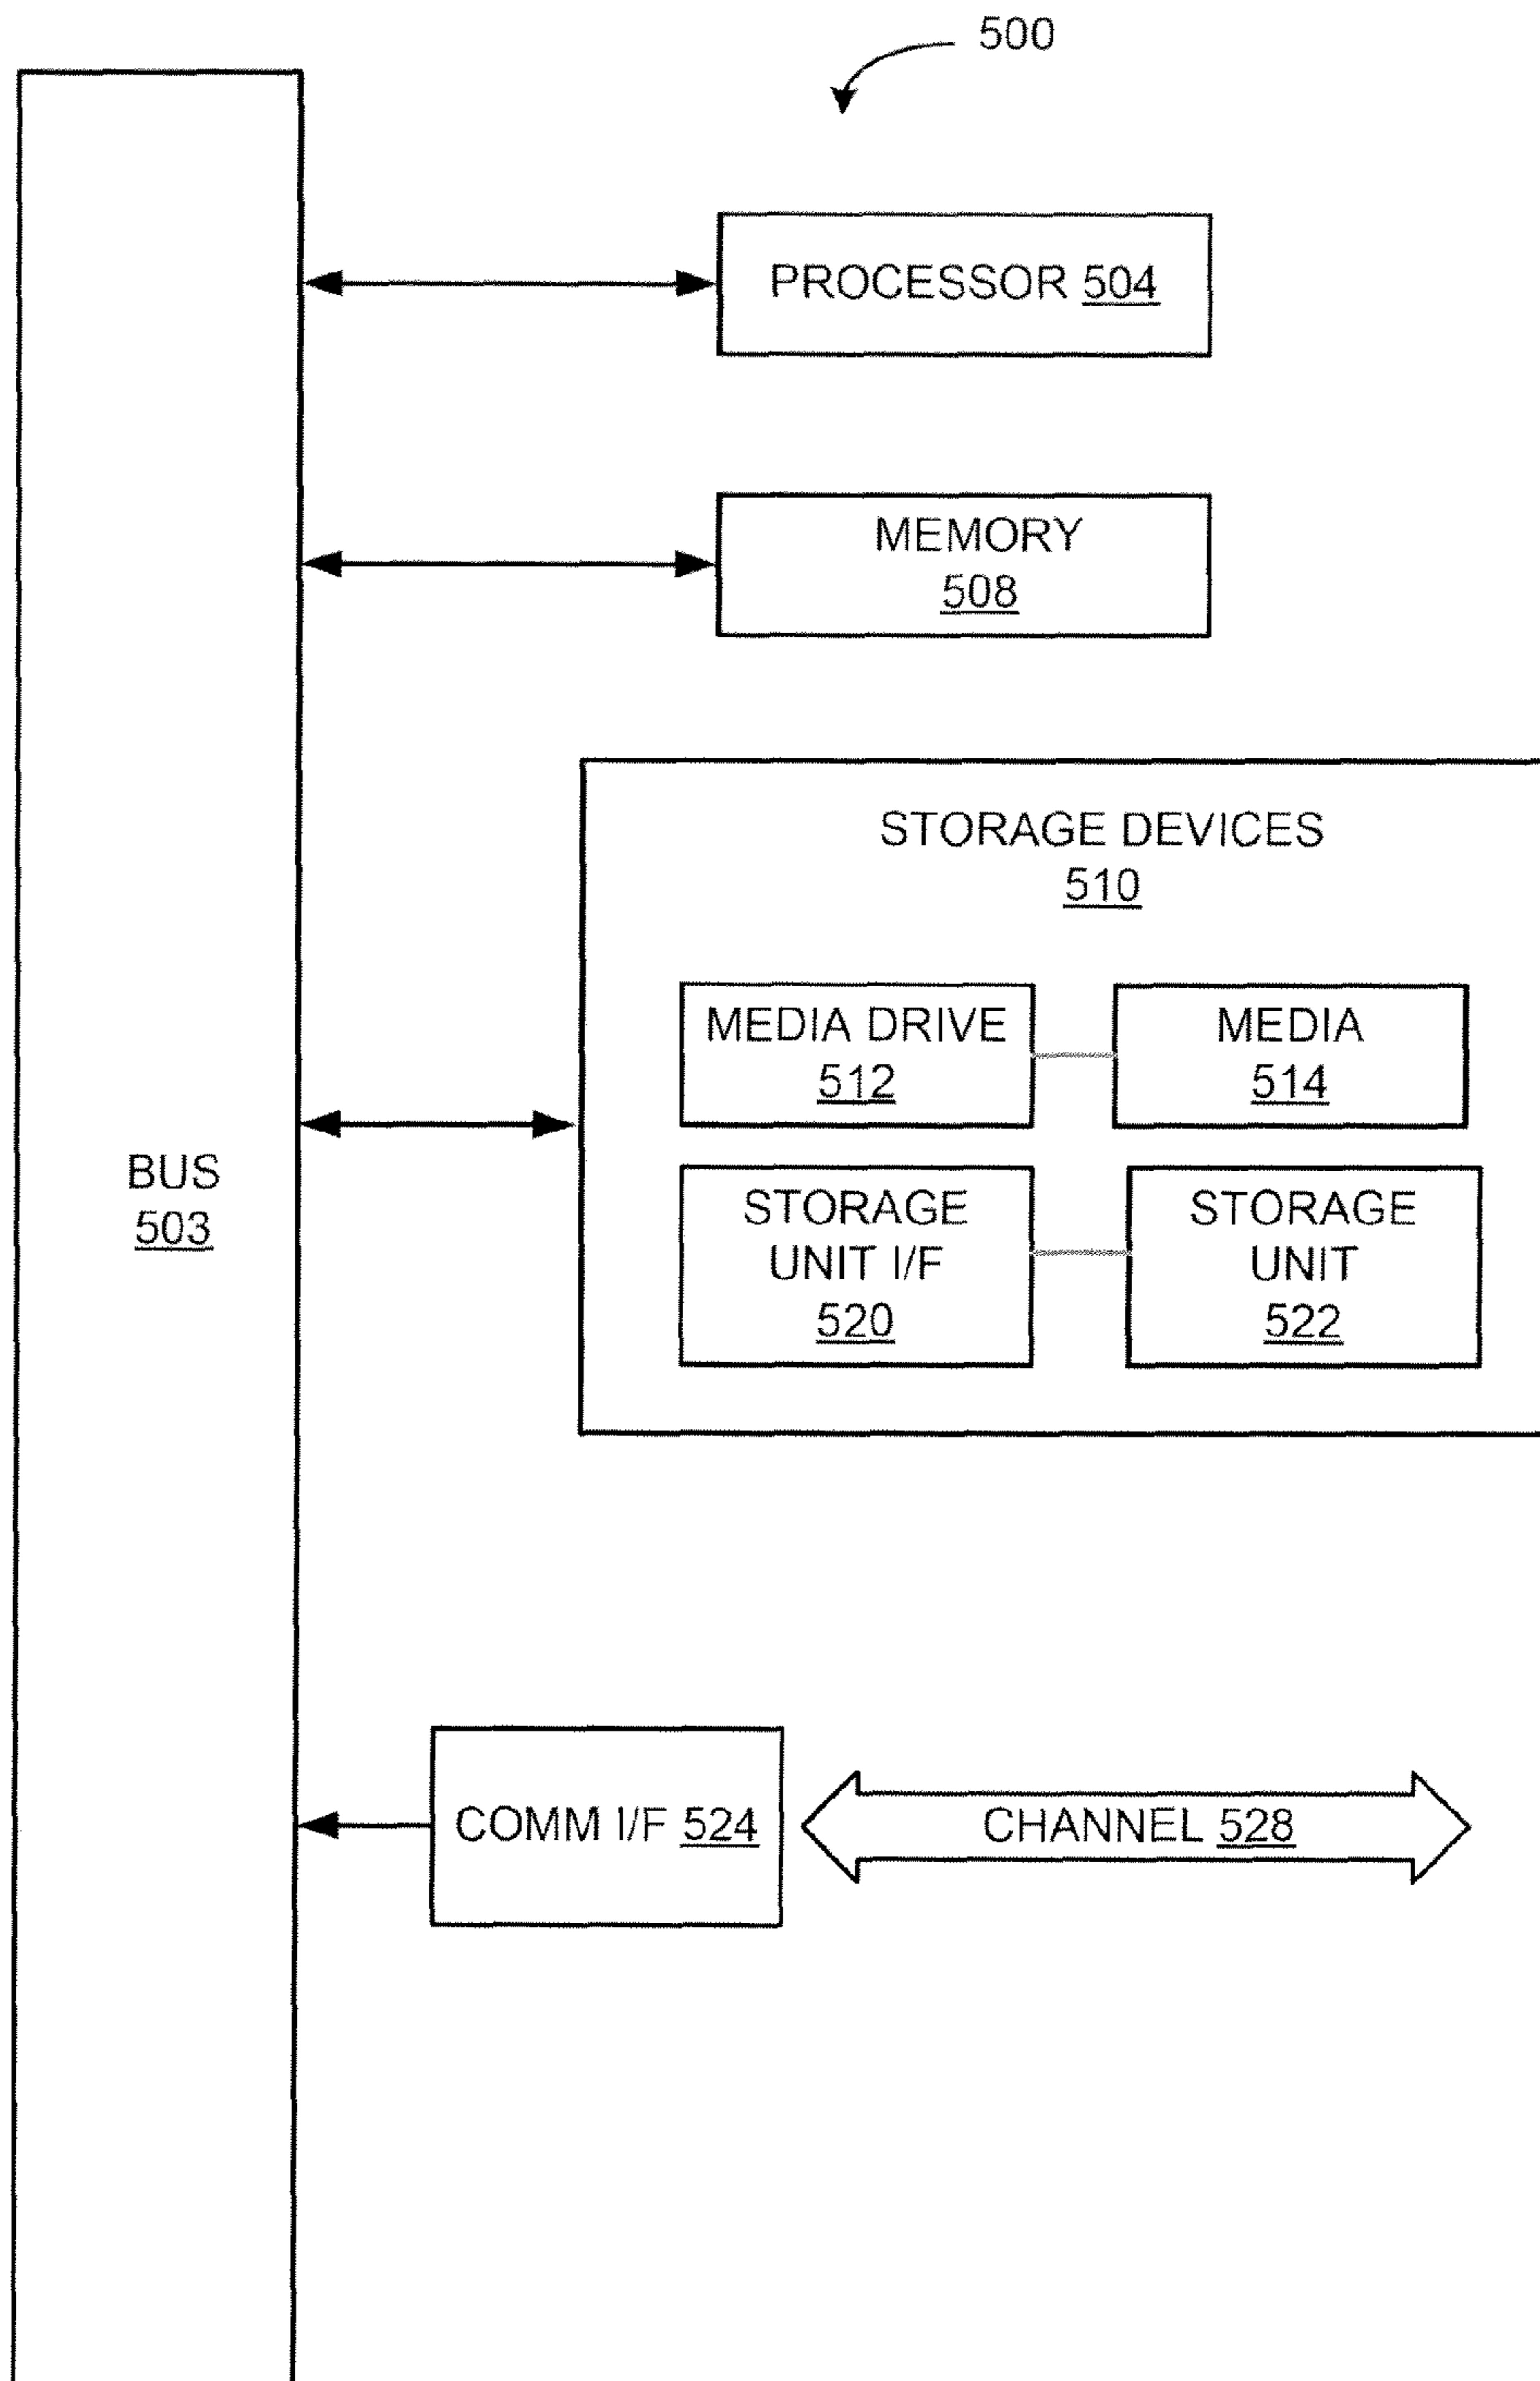 500
PROCESSOR 504
MEMORY
508
STORAGE DEVICES
510
MEDIA DRIVE
512
MEDIA
514
BUS
503
STORAGE
UNIT I/F
520
STORAGE
UNIT
522
COMM I/F 524
CHANNEL 528